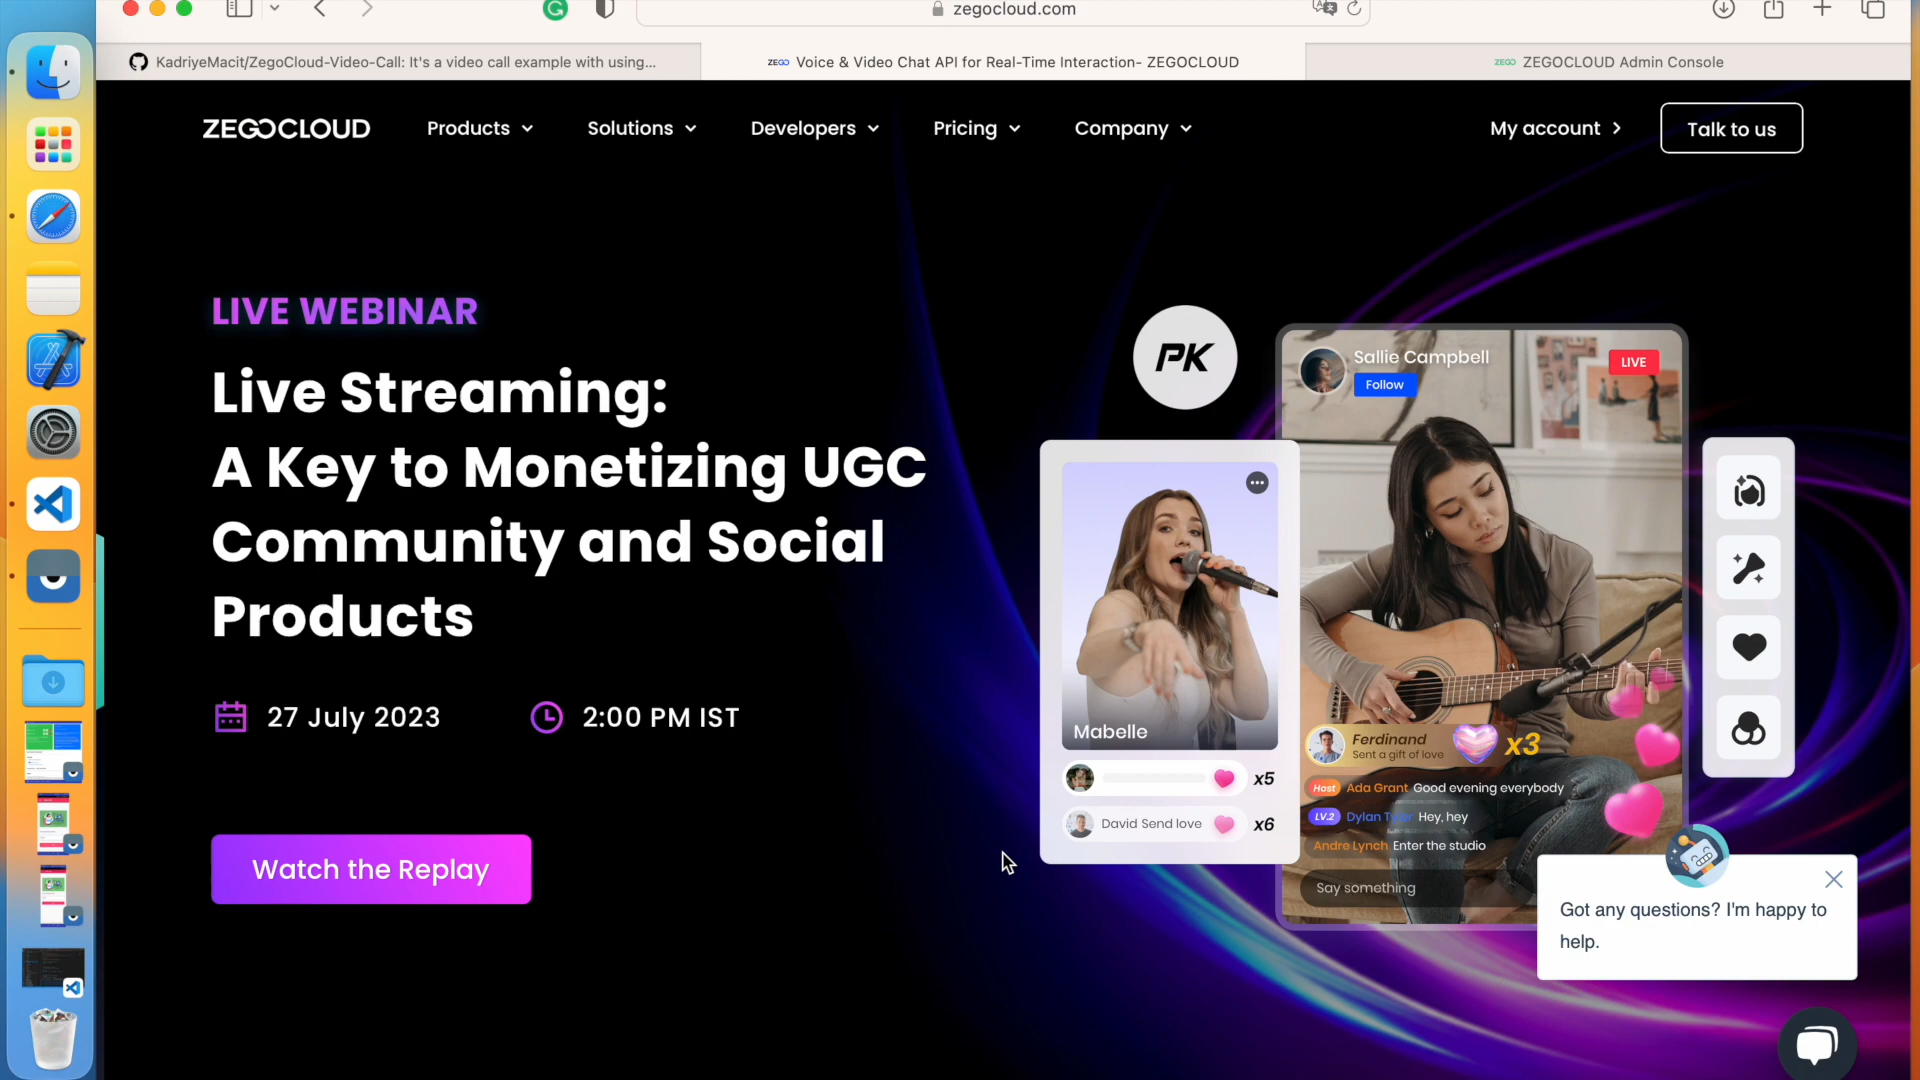 zegocloud.com
KadriyeMacit/ZegoCloud-Video-Call: It's a video call example with using...
ZEGO Voice & Video Chat API for Real-Time Interaction- ZEGOCLOUD
ZEGO ZEGOCLOUD Admin Console
ZEGOCLOUD
Products
Solutions
Developers
Pricing
Company
My account
Talk to us
LIVE WEBINAR
Live Streaming:
A Key to Monetizing UGC
Community and Social
Products
27 July 2023
2:00 PM IST
Watch the Replay
PK
Sallie Campbell
Follow
LIVE
Mabelle
x5
David Send love
x6
Ferdinand
Sent a gift of love
x3
Host Ada Grant Good evening everybody
LV.2 Dylan Hey, hey
Andre Lynch Enter the studio
Say something
Got any questions? I'm happy to
help.